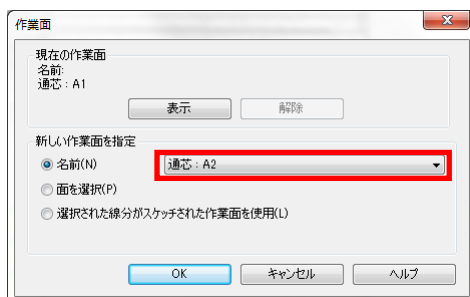 作業面
現在の作業面
名前:
通芯 : A1
表示
解除
新しい作業面を指定
名前(N)
通芯 : A2
面を選択(P)
選択された線分がスケッチされた作業面を使用(L)
OK
キャンセル
ヘルプ